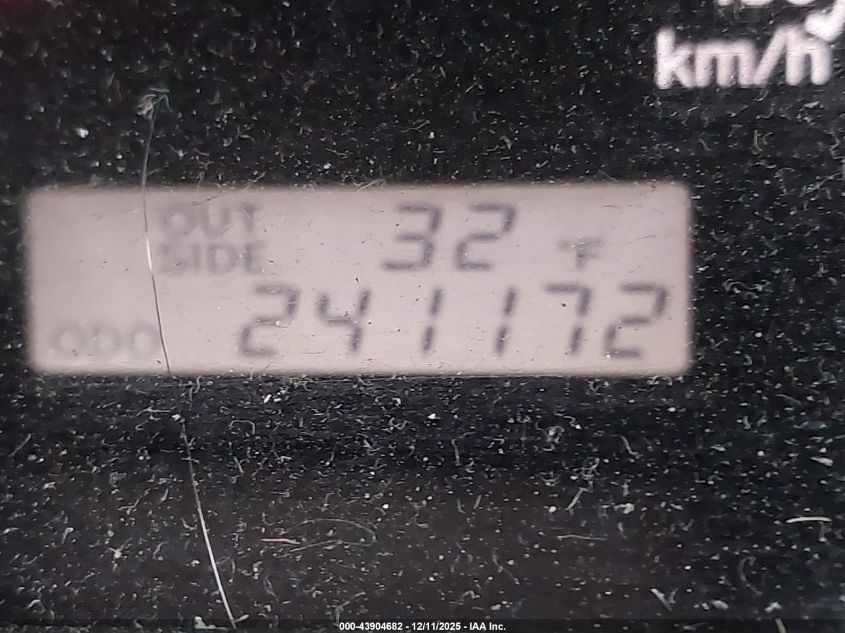 km/h
OUT SIDE 32 °F
ODO 241172
000-43904682 - 12/11/2025 - IAA Inc.